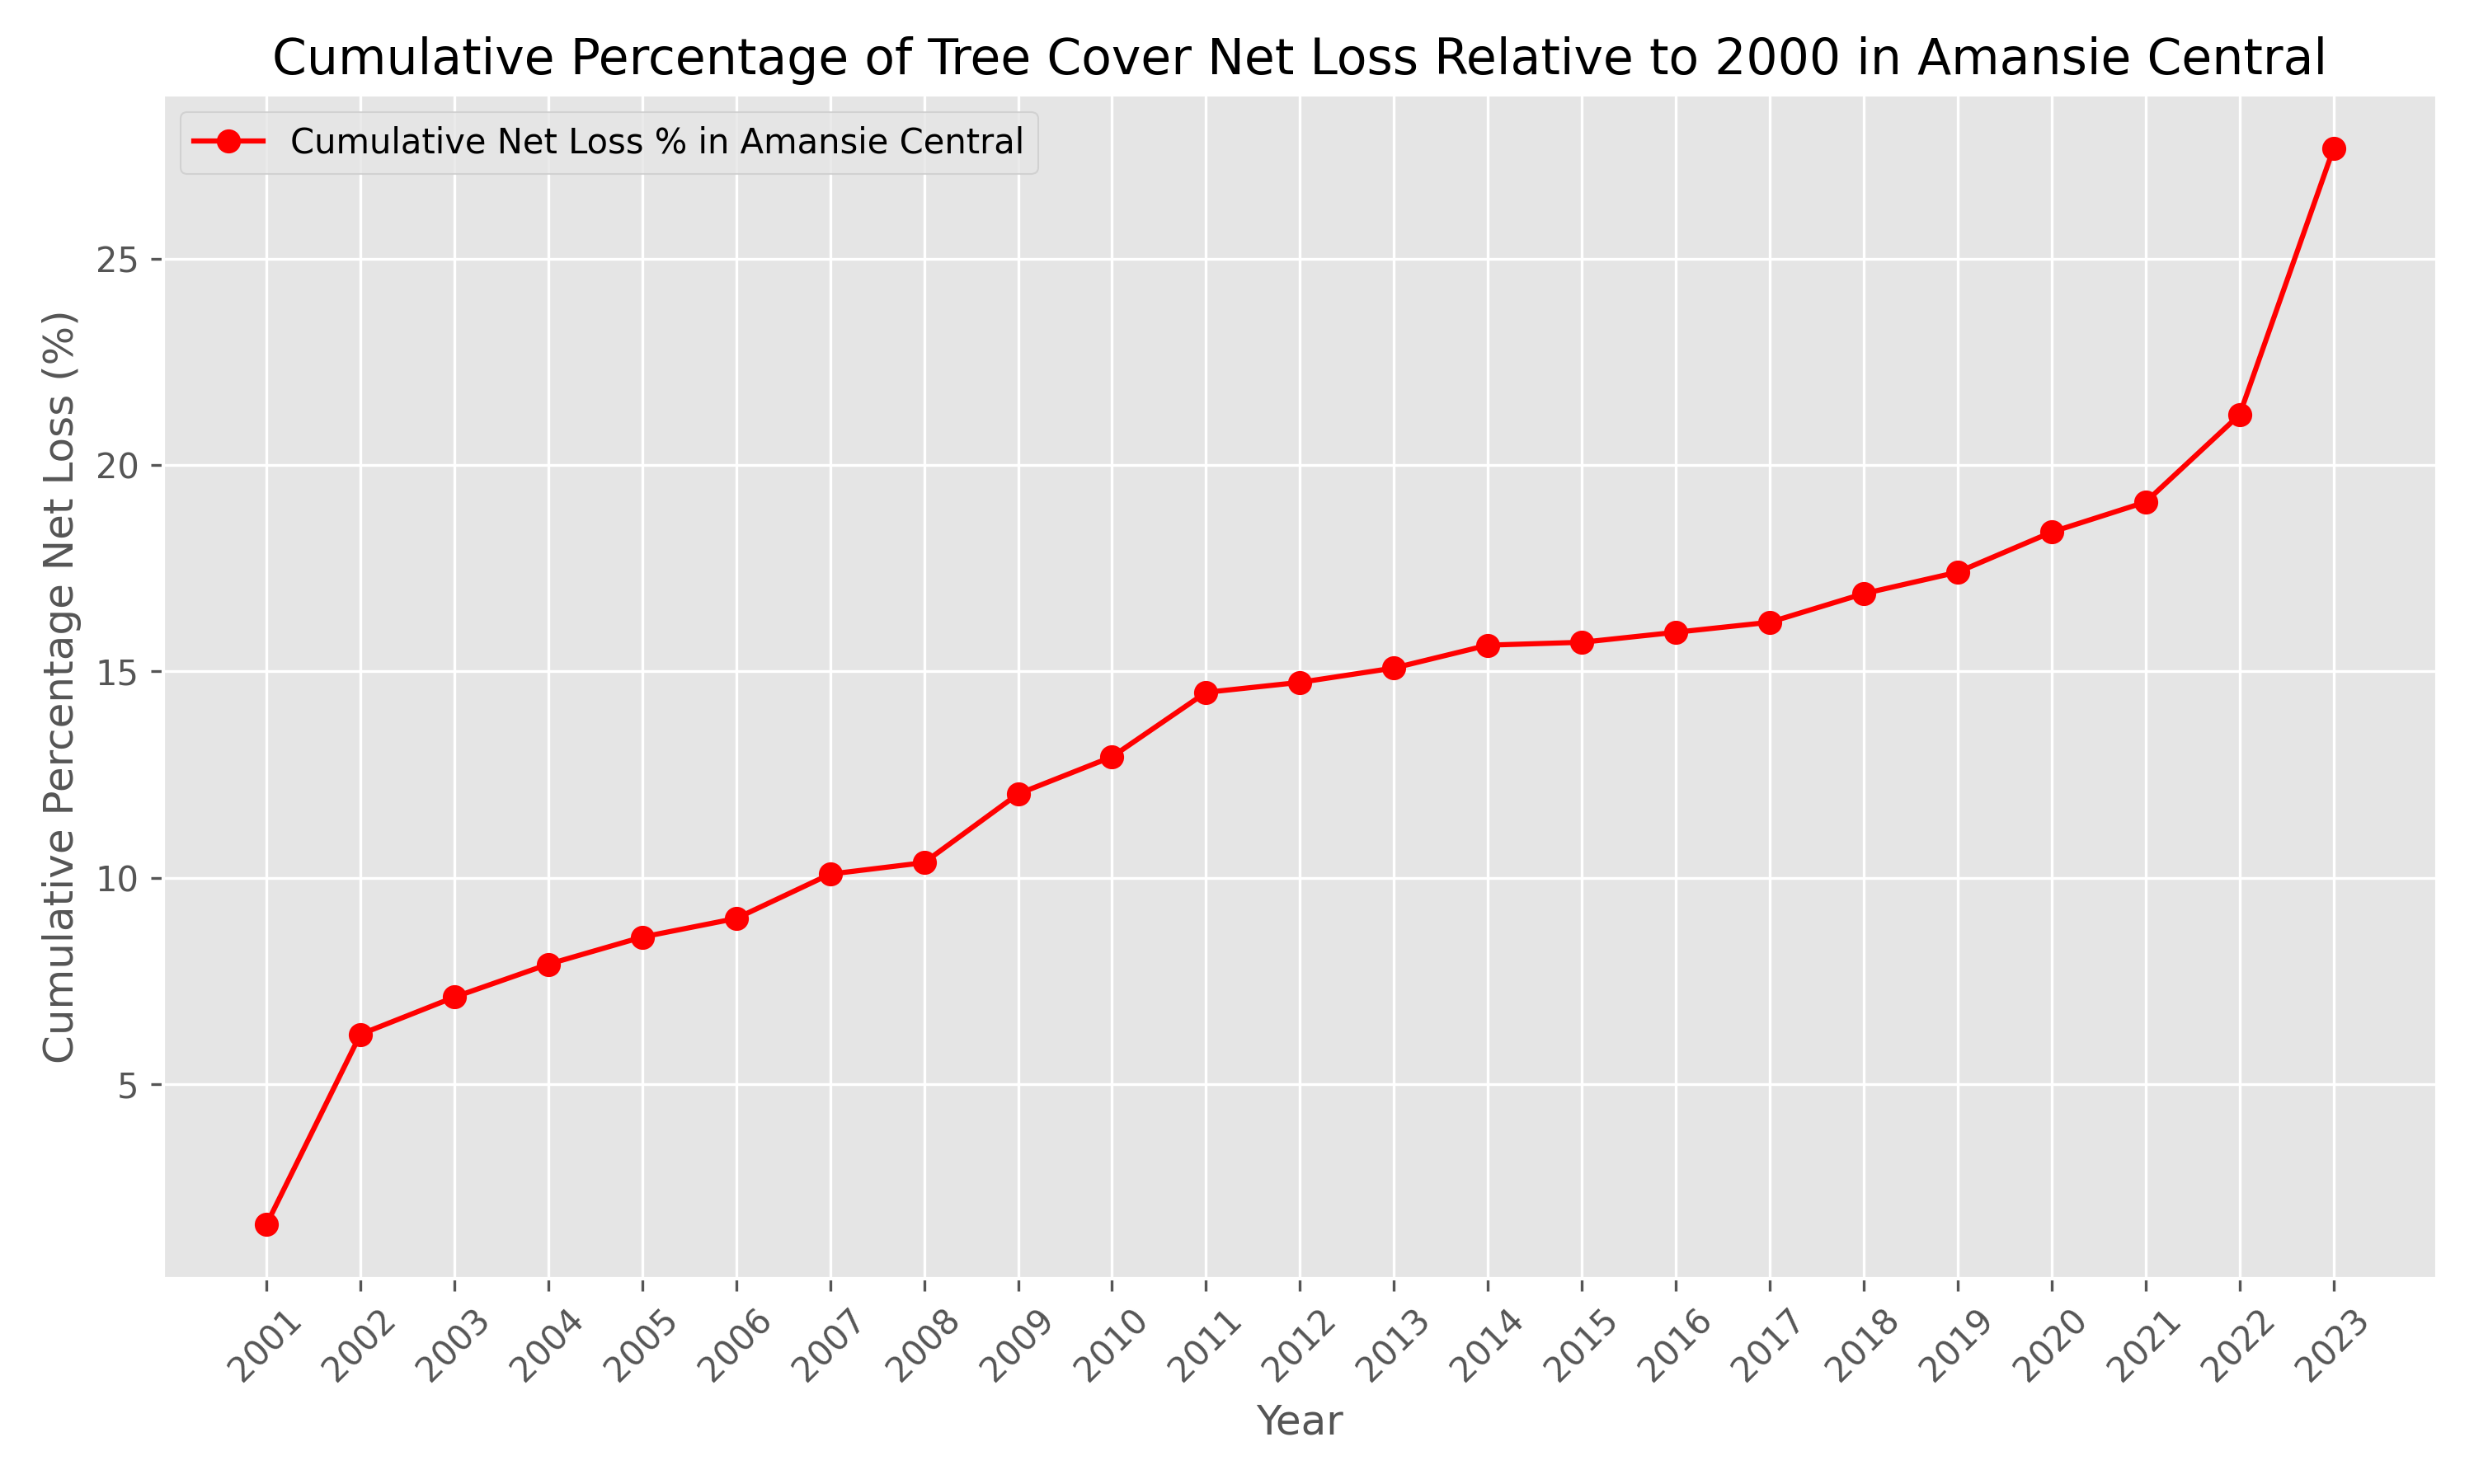 Cumulative Percentage of Tree Cover Net Loss Relative to 2000 in Amansie Central
Cumulative Net Loss % in Amansie Central
Cumulative Percentage Net Loss (%)
25
20
15
10
5
2001 2002 2003 2004 2005 2006 2007 2008 2009 2010 2011 2012 2013 2014 2015 2016 2017 2018 2019 2020 2021 2022 2023
Year